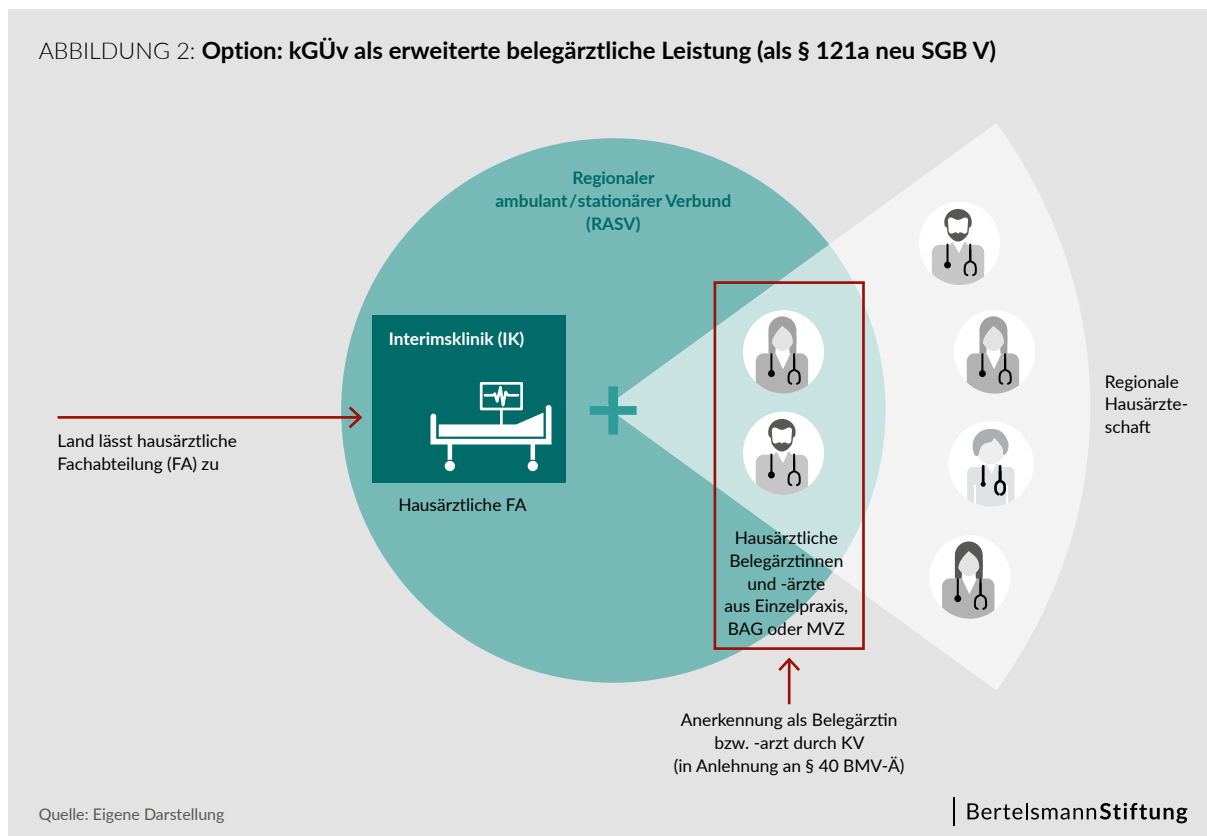 ABBILDUNG 2: Option: kGÜv als erweiterte belegärztliche Leistung (als § 121a neu SGB V)
Regionaler
ambulant/stationärer Verbund
(RASV)
Interimsklinik (IK)
Land lässt hausärztliche
Fachabteilung (FA) zu
Hausärztliche FA
Hausärztliche
Belegärztinnen
und -ärzte
aus Einzelpraxis,
BAG oder MVZ
Regionale
Hausärzte-
schaft
Anerkennung als Belegärztin
bzw. -arzt durch KV
(in Anlehnung an § 40 BMV-Ä)
Quelle: Eigene Darstellung
BertelsmannStiftung